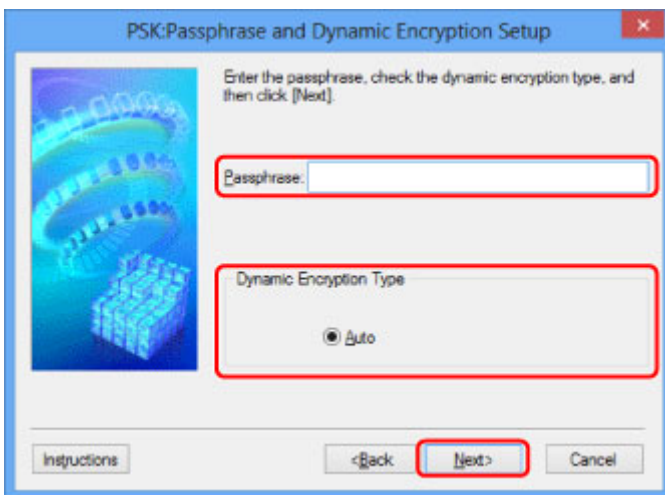 PSK:Passphrase and Dynamic Encryption Setup
Enter the passphrase, check the dynamic encryption type, and
then click [Next].
Passphrase:
Dynamic Encryption Type
Auto
Instructions
<Back
Next>
Cancel